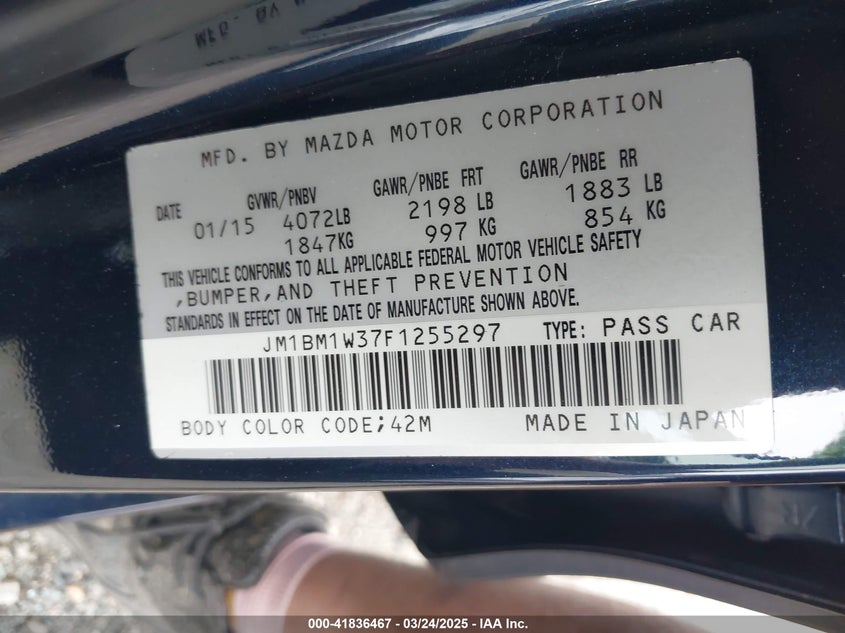 MFD. BY MAZDA MOTOR CORPORATION
DATE GVWR/PNBV GAWR/PNBE FRT GAWR/PNBE RR
01/15 4072LB 2198 LB 1883 LB
1847KG 997 KG 854 KG
THIS VEHICLE CONFORMS TO ALL APPLICABLE FEDERAL MOTOR VEHICLE SAFETY
,BUMPER,AND THEFT PREVENTION
STANDARDS IN EFFECT ON THE DATE OF MANUFACTURE SHOWN ABOVE.
JM1BM1W37F1255297 TYPE: PASS CAR
BODY COLOR CODE;42M MADE IN JAPAN
000-41836467 - 03/24/2025 - IAA Inc.